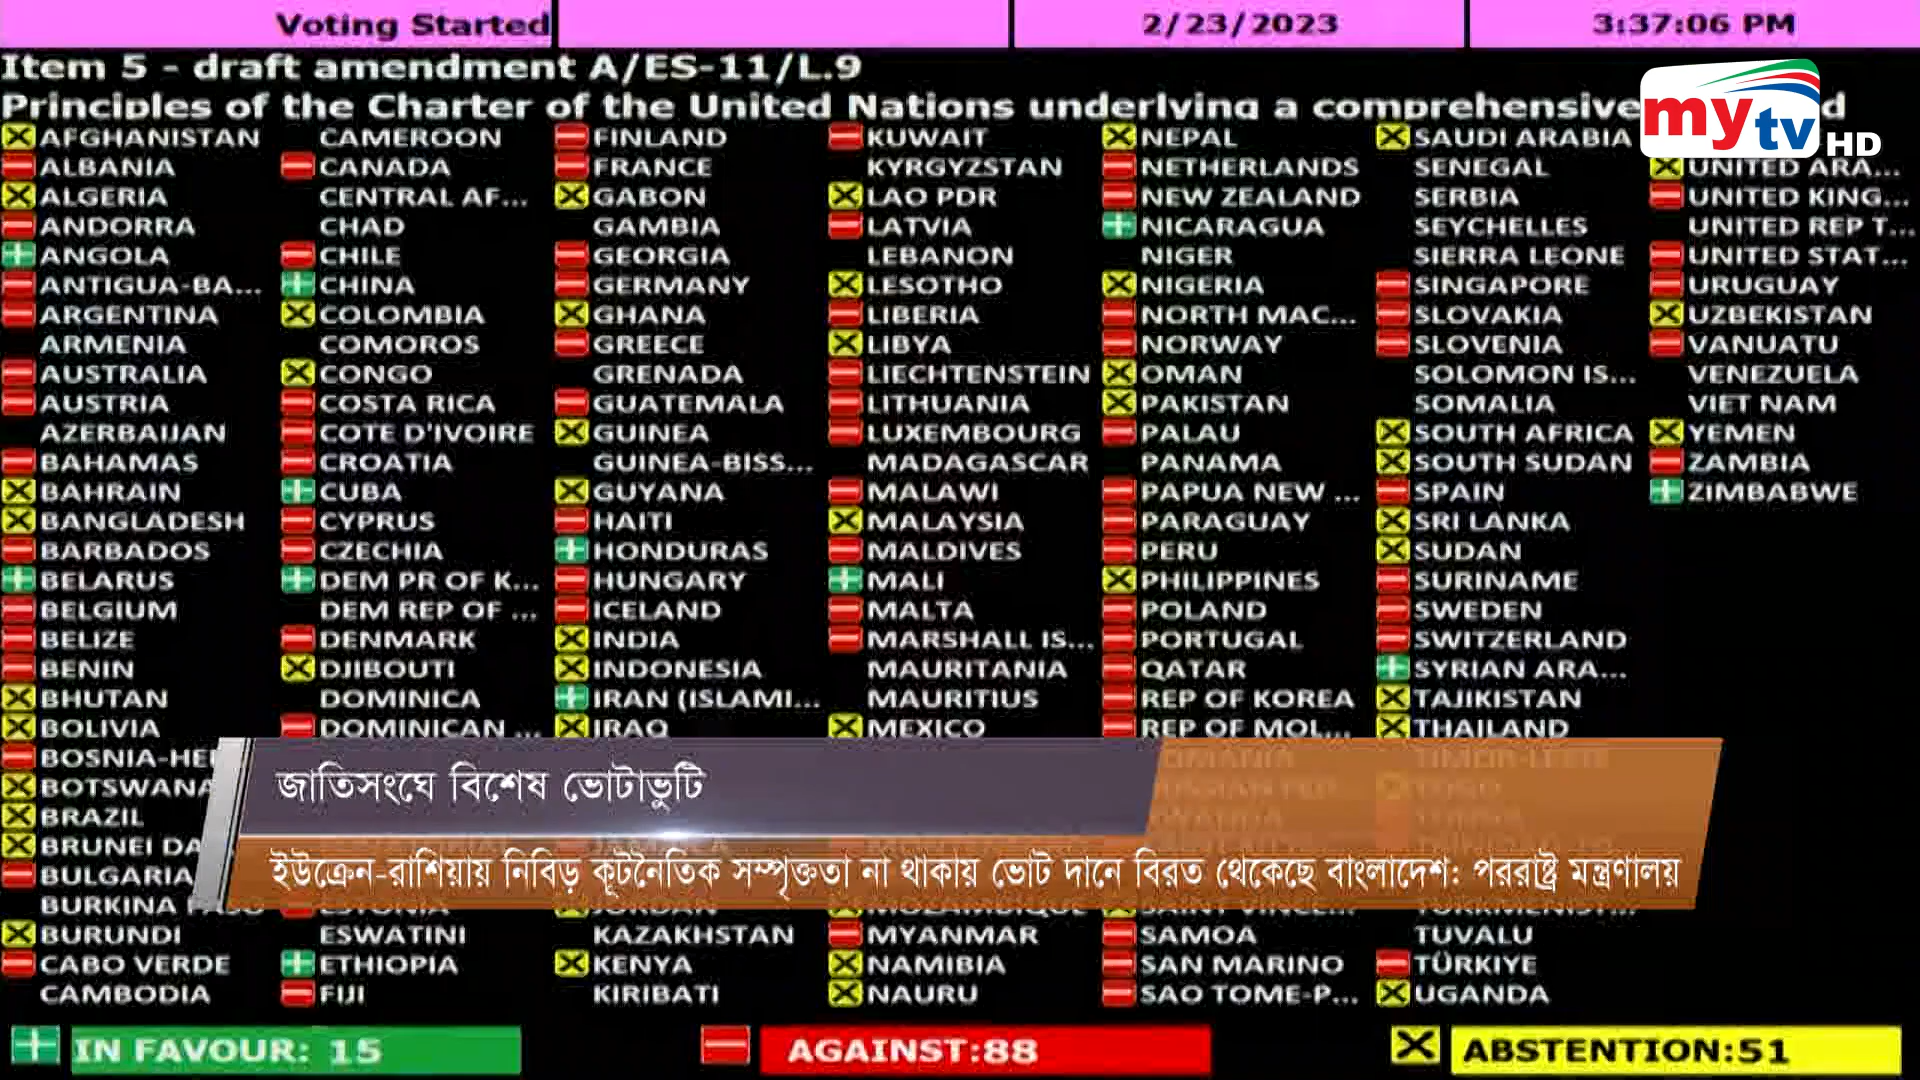 Voting Started 2/23/2023 3:37:06 PM
Item 5 - draft amendment A/ES-11/L.9
Principles of the Charter of the United Nations underlying a comprehensive
my tv HD
AFGHANISTAN CAMEROON FINLAND KUWAIT NEPAL SAUDI ARABIA
ALBANIA CANADA FRANCE KYRGYZSTAN NETHERLANDS SENEGAL UNITED ARA...
ALGERIA CENTRAL AF... GABON LAO PDR NEW ZEALAND SERBIA UNITED KING...
ANDORRA CHAD GAMBIA LATVIA NICARAGUA SEYCHELLES UNITED REP T...
ANGOLA CHILE GEORGIA LEBANON NIGER SIERRA LEONE UNITED STAT...
ANTIGUA-BA... CHINA GERMANY LESOTHO NIGERIA SINGAPORE URUGUAY
ARGENTINA COLOMBIA GHANA LIBERIA NORTH MAC... SLOVAKIA UZBEKISTAN
ARMENIA COMOROS GREECE LIBYA NORWAY SLOVENIA VANUATU
AUSTRALIA CONGO GRENADA LIECHTENSTEIN OMAN SOLOMON IS... VENEZUELA
AUSTRIA COSTA RICA GUATEMALA LITHUANIA PAKISTAN SOMALIA VIET NAM
AZERBAIJAN COTE D'IVOIRE GUINEA LUXEMBOURG PALAU SOUTH AFRICA YEMEN
BAHAMAS CROATIA GUINEA-BISS... MADAGASCAR PANAMA SOUTH SUDAN ZAMBIA
BAHRAIN CUBA GUYANA MALAWI PAPUA NEW ... SPAIN ZIMBABWE
BANGLADESH CYPRUS HAITI MALAYSIA PARAGUAY SRI LANKA
BARBADOS CZECHIA HONDURAS MALDIVES PERU SUDAN
BELARUS DEM PR OF K... HUNGARY MALI PHILIPPINES SURINAME
BELGIUM DEM REP OF ... ICELAND MALTA POLAND SWEDEN
BELIZE DENMARK INDIA MARSHALL IS... PORTUGAL SWITZERLAND
BENIN DJIBOUTI INDONESIA MAURITANIA QATAR SYRIAN ARA...
BHUTAN DOMINICA IRAN (ISLAMI... MAURITIUS REP OF KOREA TAJIKISTAN
BOLIVIA DOMINICAN ... IRAQ MEXICO REP OF MOL... THAILAND
BOSNIA-HE
BOTSWANA
BRAZIL
BRUNEI DA
BULGARIA
জাতিসংঘে বিশেষ ভোটাভুটি
ইউক্রেন-রাশিয়ায় নিবিড় কূটনৈতিক সম্পৃক্ততা না থাকায় ভোট দানে বিরত থেকেছে বাংলাদেশ: পররাষ্ট্র মন্ত্রণালয়
BURKINA
BURUNDI ESWATINI KAZAKHSTAN MYANMAR SAMOA TUVALU
CABO VERDE ETHIOPIA KENYA NAMIBIA SAN MARINO TÜRKIYE
CAMBODIA FIJI KIRIBATI NAURU SAO TOME-P... UGANDA
IN FAVOUR: 15 AGAINST:88 ABSTENTION:51